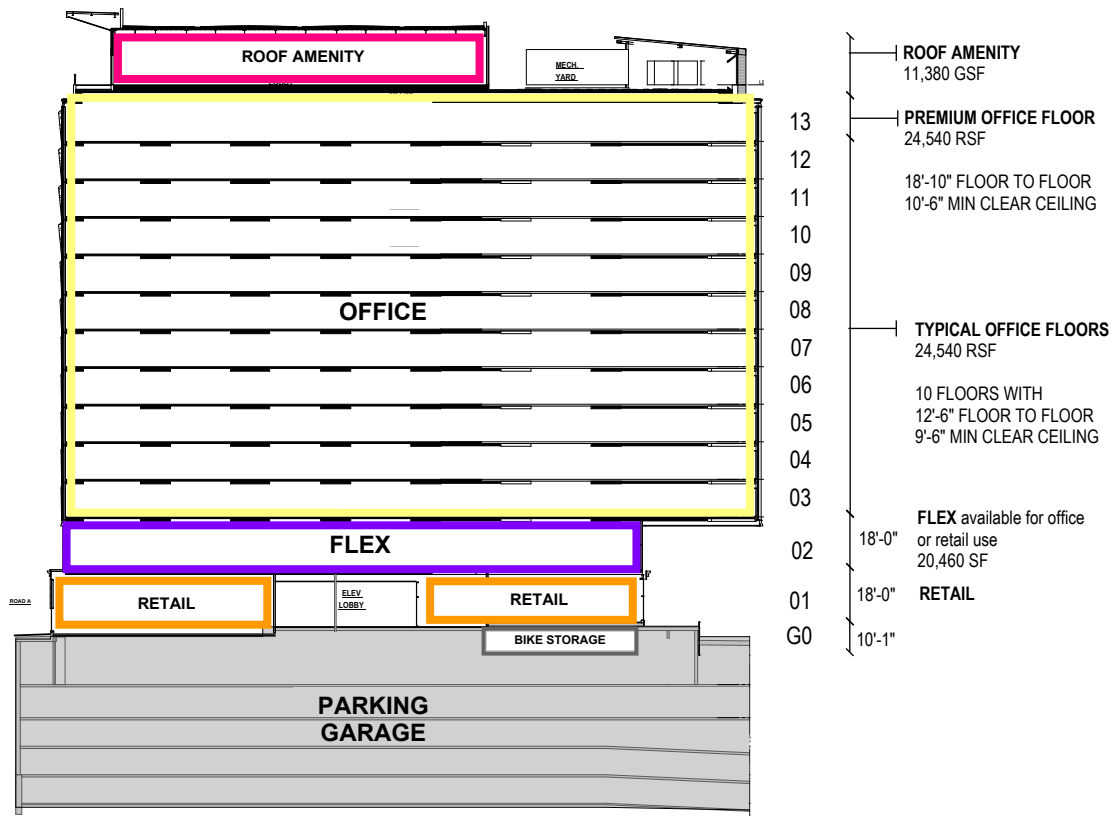 ROOF AMENITY
MECH.
YARD
OFFICE
FLEX
RETAIL
ELEV
LOBBY
RETAIL
ROAD A
BIKE STORAGE
PARKING
GARAGE
13
12
11
10
09
08
07
06
05
04
03
02
01
G0
18'-0"
18'-0"
10'-1"
ROOF AMENITY
11,380 GSF
PREMIUM OFFICE FLOOR
24,540 RSF
18'-10" FLOOR TO FLOOR
10'-6" MIN CLEAR CEILING
TYPICAL OFFICE FLOORS
24,540 RSF
10 FLOORS WITH
12'-6" FLOOR TO FLOOR
9'-6" MIN CLEAR CEILING
FLEX available for office
or retail use
20,460 SF
RETAIL